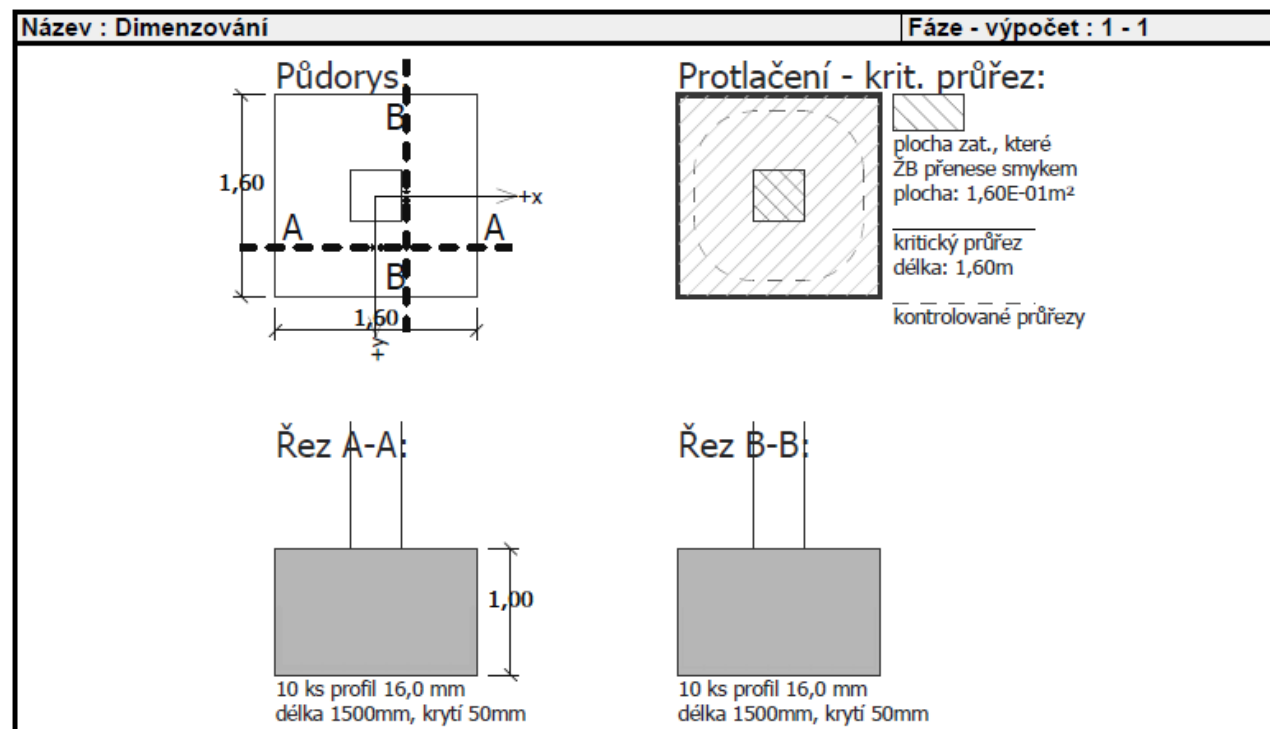 Název : Dimenzování
Fáze - výpočet : 1 - 1
Půdorys
B
1,60
+x
A
A
B
1,60
+y
Protlačení - krit. průřez:
plocha zat., které
ŽB přenese smykem
plocha: 1,60E-01m²
kritický průřez
délka: 1,60m
kontrolované průřezy
Řez A-A:
1,00
10 ks profil 16,0 mm
délka 1500mm, krytí 50mm
Řez B-B:
10 ks profil 16,0 mm
délka 1500mm, krytí 50mm